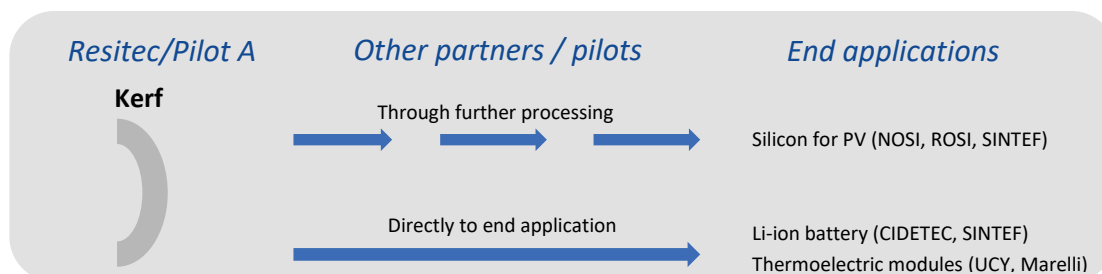 Resitec/Pilot A
Other partners / pilots
End applications
Kerf
Through further processing
Silicon for PV (NOSI, ROSI, SINTEF)
Directly to end application
Li-ion battery (CIDETEC, SINTEF)
Thermoelectric modules (UCY, Marelli)